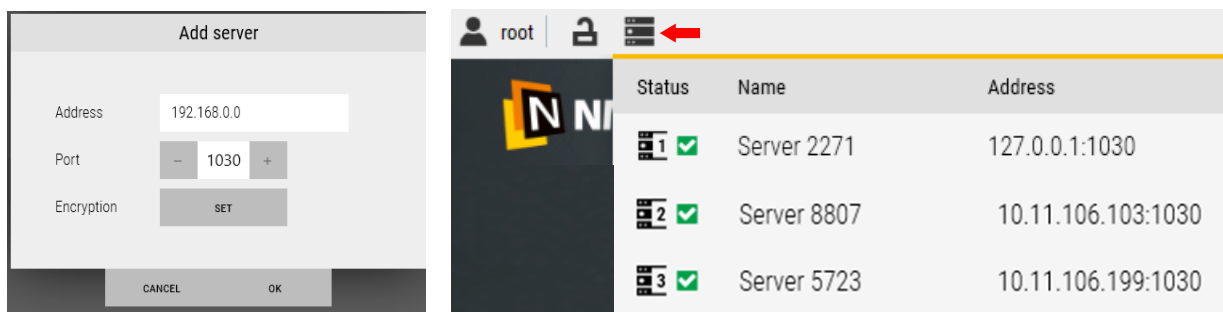 Add server
Address 192.168.0.0
Port − 1030 +
Encryption SET
CANCEL OK
root
N
Status Name Address
1 Server 2271 127.0.0.1:1030
2 Server 8807 10.11.106.103:1030
3 Server 5723 10.11.106.199:1030